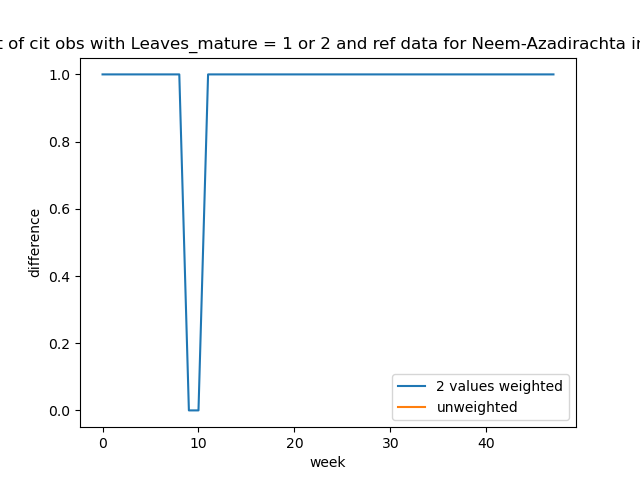 of cit obs with Leaves_mature = 1 or 2 and ref data for Neem-Azadirachta
1.0
0.8
0.6
0.4
0.2
0.0
difference
2 values weighted
unweighted
0 10 20 30 40
week